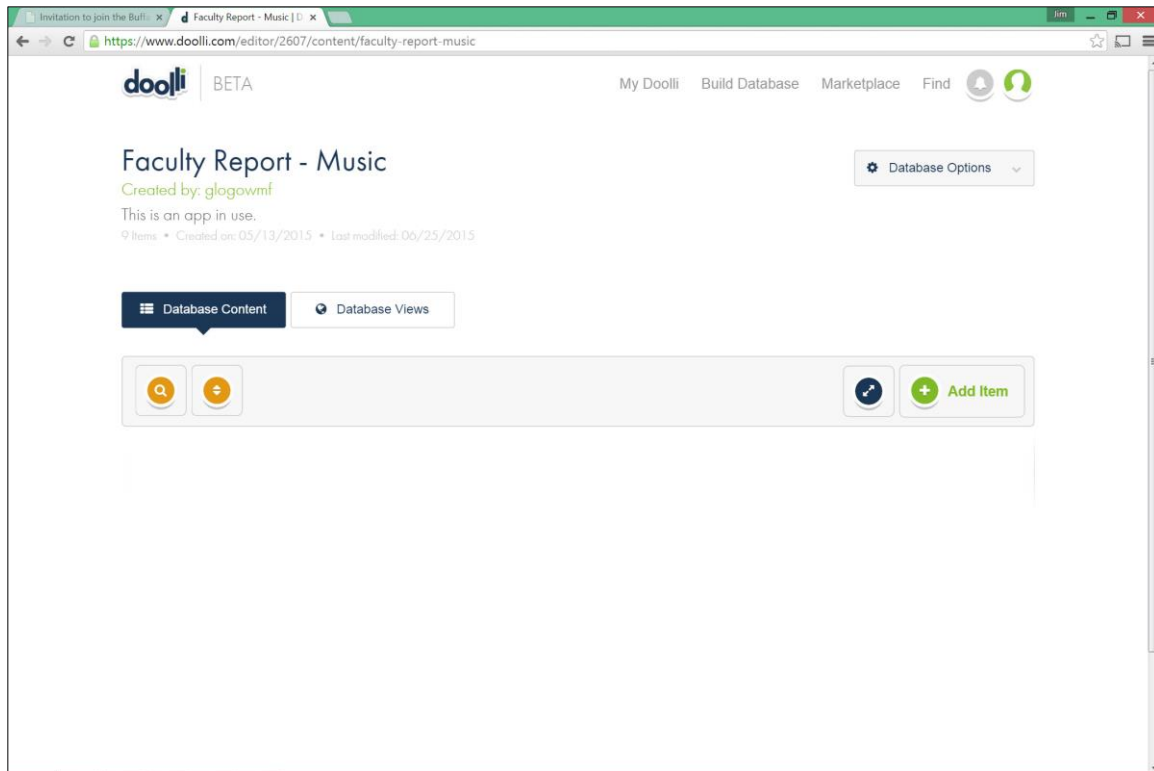 Invitation to join the Buffa
Faculty Report - Music | D
Jim
https://www.doolli.com/editor/2607/content/faculty-report-music
doolli BETA
My Doolli Build Database Marketplace Find
Faculty Report - Music
Database Options
Created by: glogowmf
This is an app in use.
9 Items • Created on: 05/13/2015 • Last modified: 06/25/2015
Database Content
Database Views
Add Item